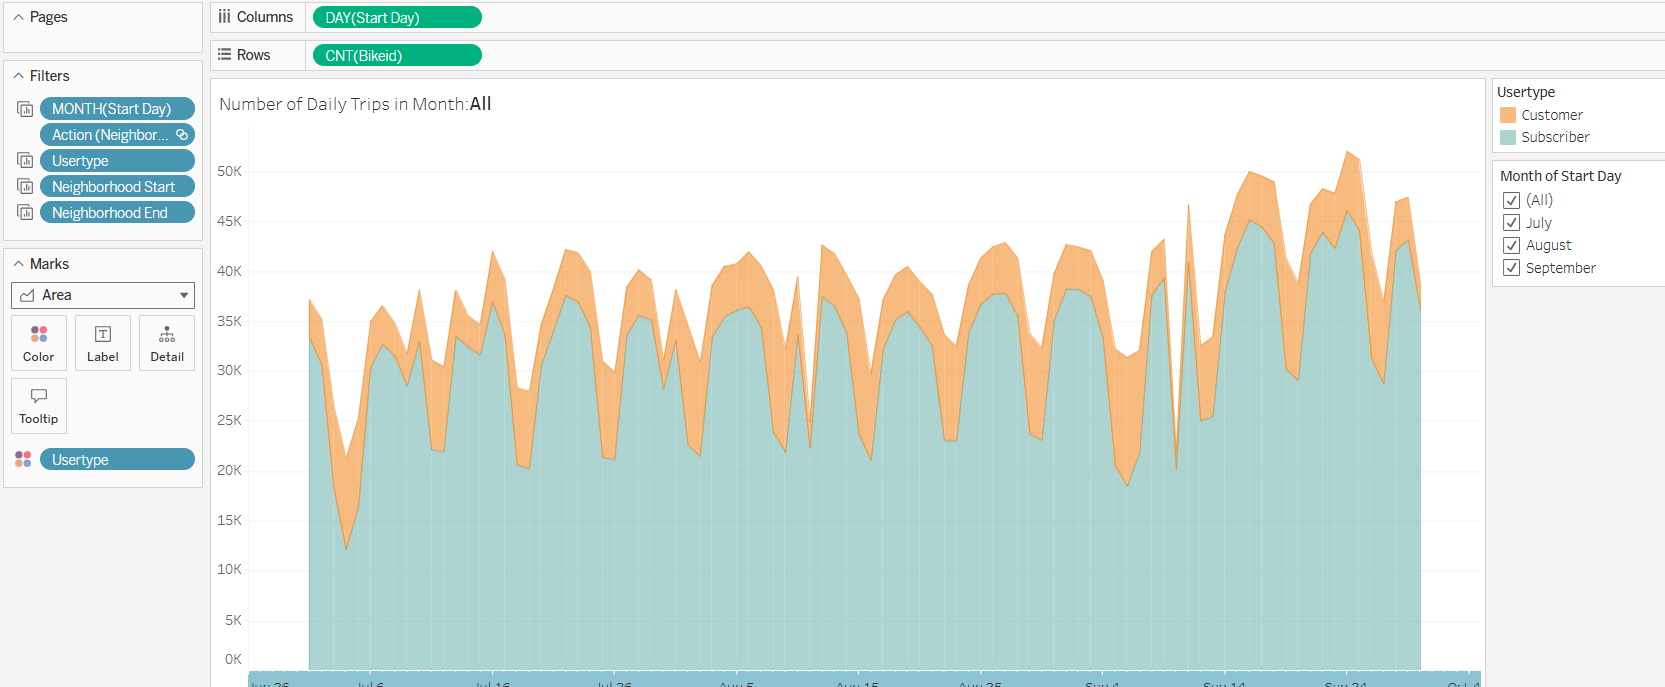 Pages
Columns
DAY(Start Day)
Rows
CNT(Bikeid)
Filters
MONTH(Start Day)
Action (Neighbor...
Usertype
Neighborhood Start
Neighborhood End
Marks
Area
Color
Label
Detail
Tooltip
Usertype
Number of Daily Trips in Month:All
50K
45K
40K
35K
30K
25K
20K
15K
10K
5K
0K
Jun 26
Jul 6
Jul 16
Jul 26
Aug 5
Aug 15
Aug 25
Sep 4
Sep 14
Sep 24
Oct 4
Usertype
Customer
Subscriber
Month of Start Day
(All)
July
August
September